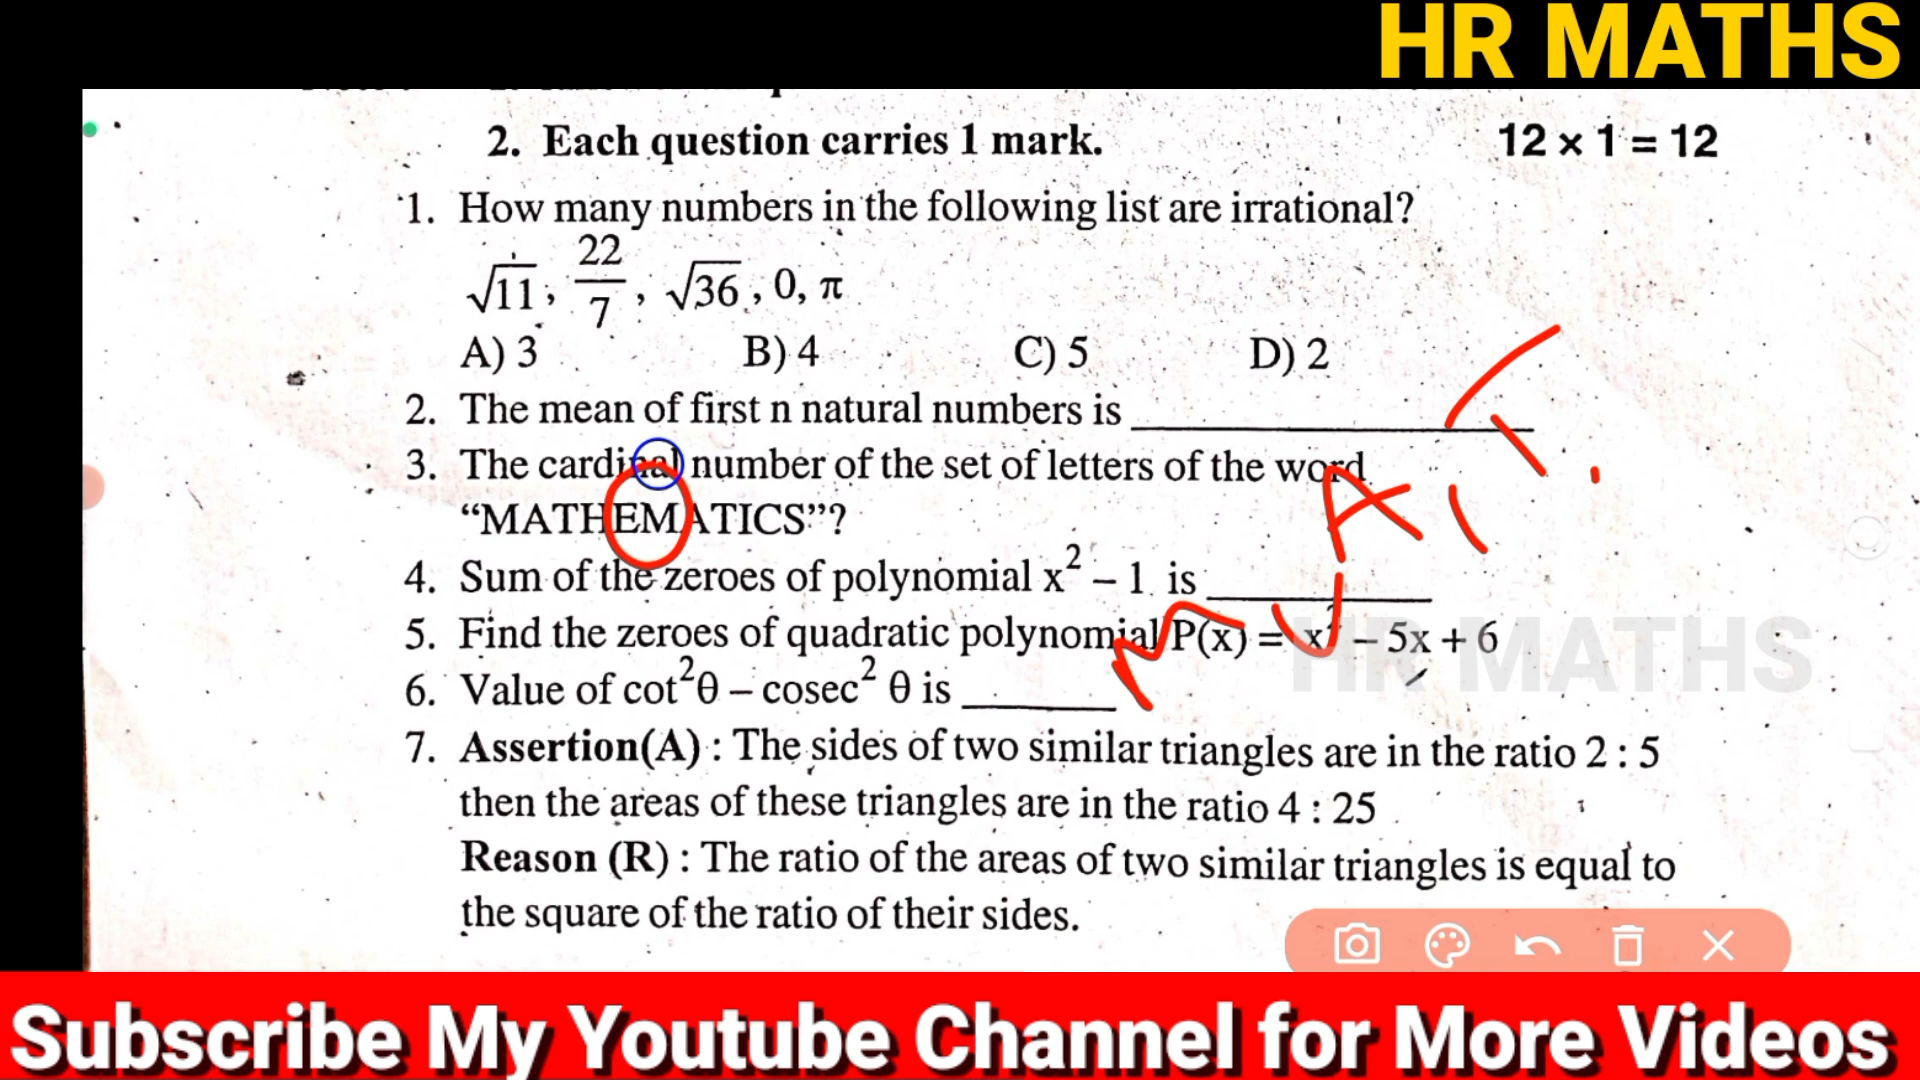 HR MATHS
2. Each question carries 1 mark. 12 × 1 = 12
1. How many numbers in the following list are irrational?
√11, 22/7, √36, 0, π
A) 3 B) 4 C) 5 D) 2
2. The mean of first n natural numbers is ____________
3. The cardinal number of the set of letters of the word
“MATHEMATICS”?
4. Sum of the zeroes of polynomial x² – 1 is ________
5. Find the zeroes of quadratic polynomial P(x) = x² – 5x + 6
6. Value of cot²θ – cosec² θ is ______
HR MATHS
7. Assertion(A) : The sides of two similar triangles are in the ratio 2 : 5
then the areas of these triangles are in the ratio 4 : 25
Reason (R) : The ratio of the areas of two similar triangles is equal to
the square of the ratio of their sides.
Subscribe My Youtube Channel for More Videos